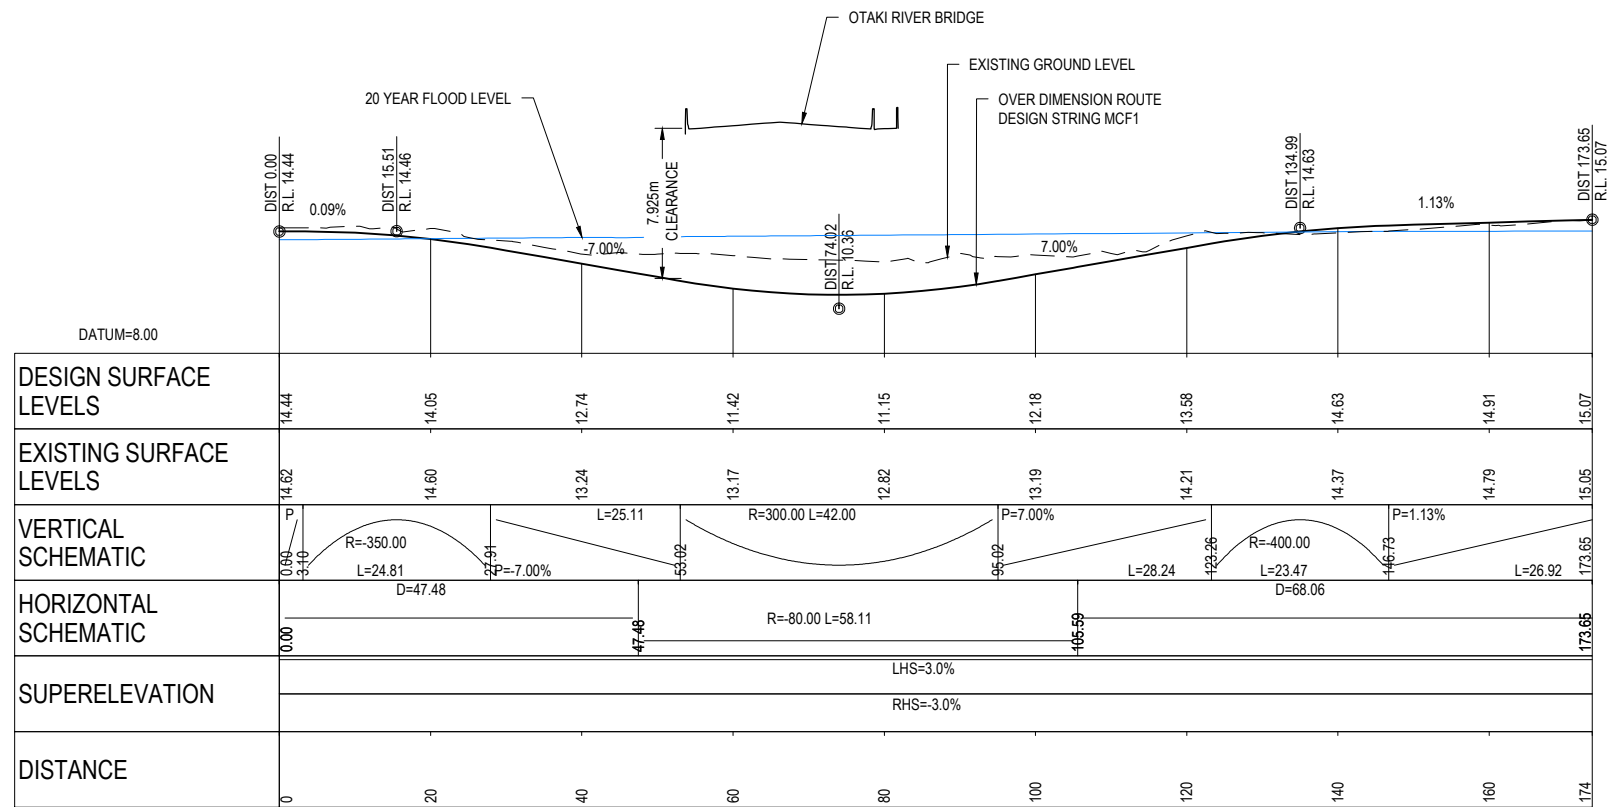 OTAKI RIVER BRIDGE
EXISTING GROUND LEVEL
20 YEAR FLOOD LEVEL
OVER DIMENSION ROUTE
DESIGN STRING MCF1
DIST 0.00
R.L. 14.44
DIST 15.51
R.L. 14.46
7.925m
CLEARANCE
DIST 74.02
R.L. 10.36
DIST 134.99
R.L. 14.63
DIST 173.65
R.L. 15.07
0.09%
-7.00%
7.00%
1.13%
DATUM=8.00
DESIGN SURFACE
LEVELS
14.44 14.05 12.74 11.42 11.15 12.18 13.58 14.63 14.91 15.07
EXISTING SURFACE
LEVELS
14.62 14.60 13.24 13.17 12.82 13.19 14.21 14.37 14.79 15.05
VERTICAL
SCHEMATIC
P L=25.11 R=300.00 L=42.00 P=7.00% P=1.13%
R=-350.00 R=-400.00
0.00 3.10 27.91 53.02 95.02 123.26 146.73 173.65
L=24.81 P=-7.00% L=28.24 L=23.47 L=26.92
HORIZONTAL
SCHEMATIC
D=47.48 D=68.06
R=-80.00 L=58.11
0.00 47.48 105.59 173.65
SUPERELEVATION
LHS=3.0%
RHS=-3.0%
DISTANCE
0 20 40 60 80 100 120 140 160 174